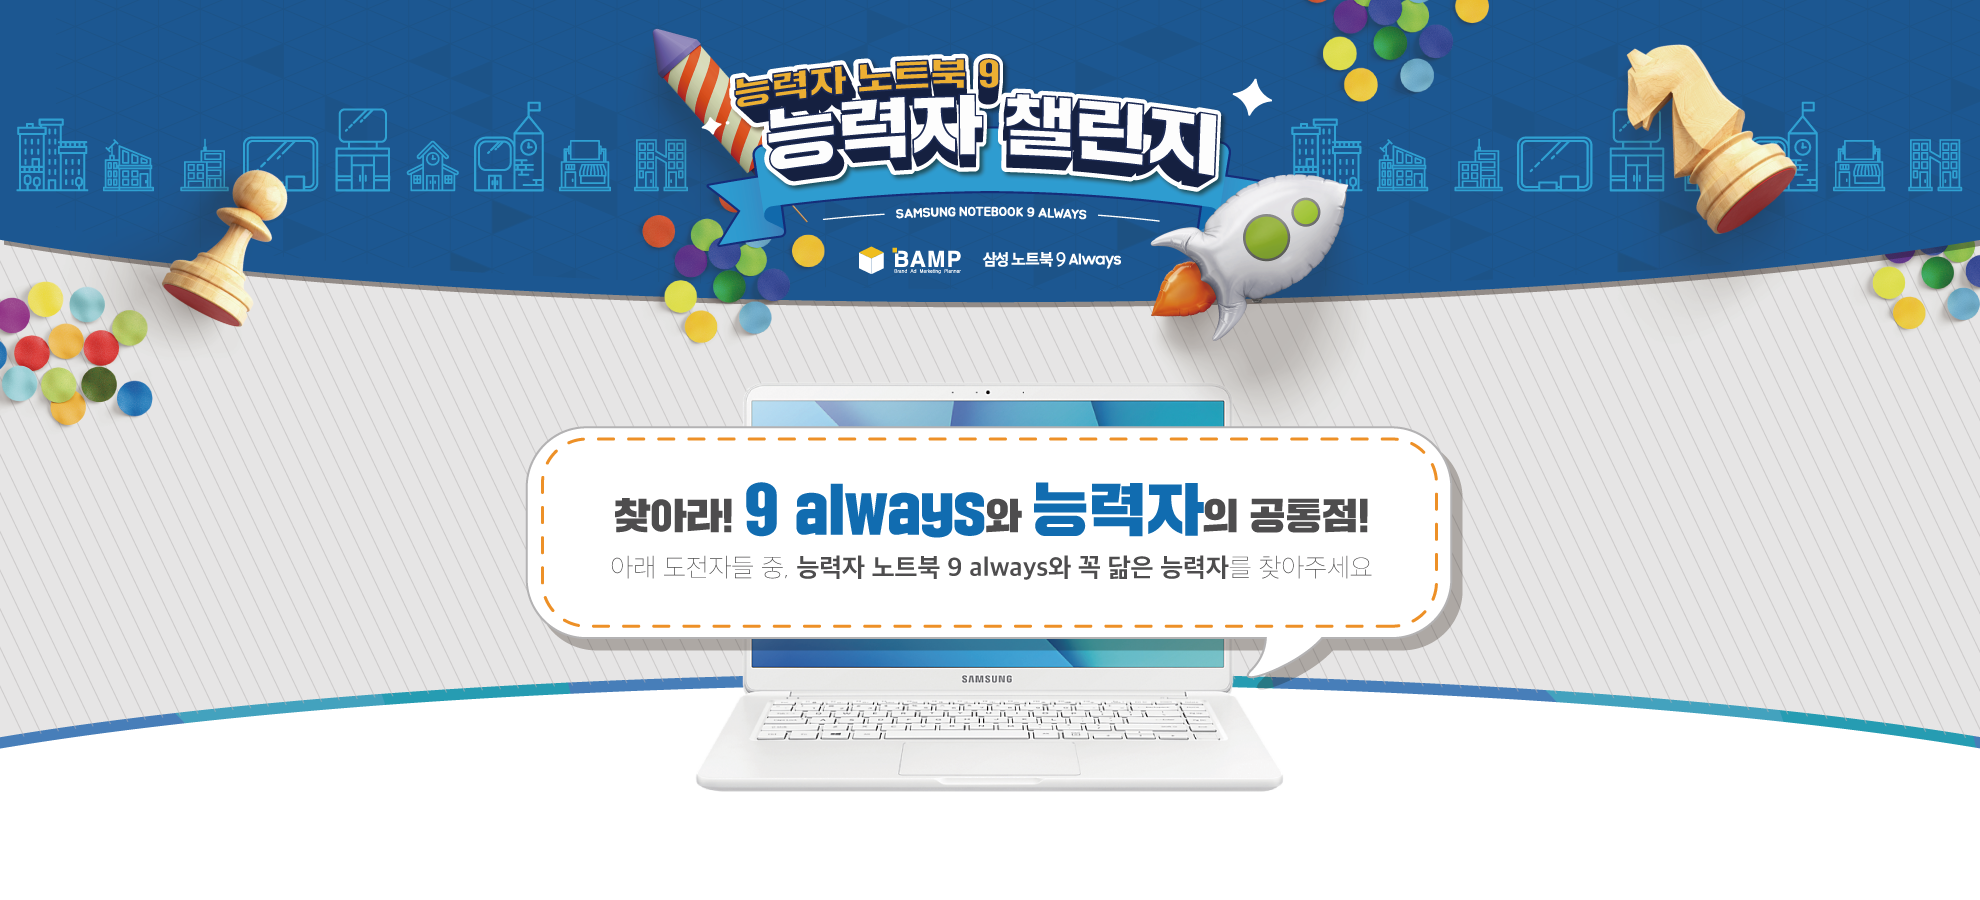 능력자 노트북 9
능력자 챌린지
SAMSUNG NOTEBOOK 9 ALWAYS
BAMP 삼성 노트북 9 Always
Brand Ad Marketing Planner
찾아라! 9 always와 능력자의 공통점!
아래 도전자들 중, 능력자 노트북 9 always와 꼭 닮은 능력자를 찾아주세요
SAMSUNG